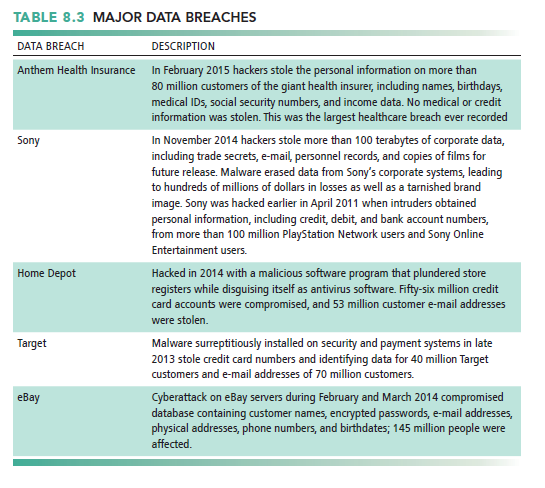 TABLE 8.3 MAJOR DATA BREACHES
DATA BREACH DESCRIPTION
Anthem Health Insurance In February 2015 hackers stole the personal information on more than
80 million customers of the giant health insurer, including names, birthdays,
medical IDs, social security numbers, and income data. No medical or credit
information was stolen. This was the largest healthcare breach ever recorded
Sony In November 2014 hackers stole more than 100 terabytes of corporate data,
including trade secrets, e-mail, personnel records, and copies of films for
future release. Malware erased data from Sony's corporate systems, leading
to hundreds of millions of dollars in losses as well as a tarnished brand
image. Sony was hacked earlier in April 2011 when intruders obtained
personal information, including credit, debit, and bank account numbers,
from more than 100 million PlayStation Network users and Sony Online
Entertainment users.
Home Depot Hacked in 2014 with a malicious software program that plundered store
registers while disguising itself as antivirus software. Fifty-six million credit
card accounts were compromised, and 53 million customer e-mail addresses
were stolen.
Target Malware surreptitiously installed on security and payment systems in late
2013 stole credit card numbers and identifying data for 40 million Target
customers and e-mail addresses of 70 million customers.
eBay Cyberattack on eBay servers during February and March 2014 compromised
database containing customer names, encrypted passwords, e-mail addresses,
physical addresses, phone numbers, and birthdates; 145 million people were
affected.